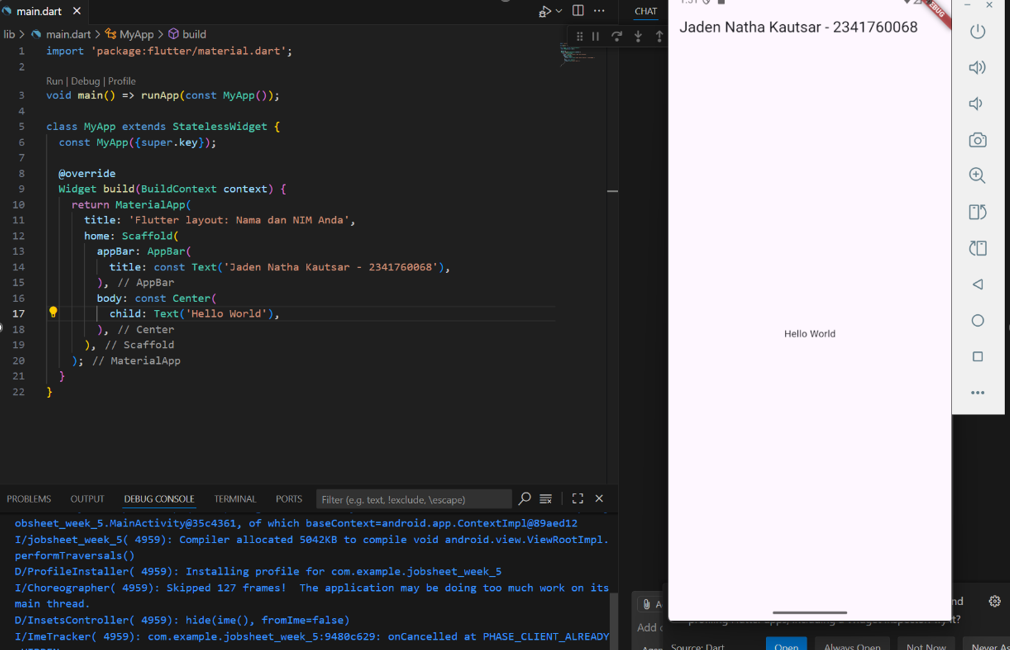 main.dart
CHAT
lib > main.dart > MyApp > build
1 import 'package:flutter/material.dart';
2
Run | Debug | Profile
3 void main() => runApp(const MyApp());
4
5 class MyApp extends StatelessWidget {
6 const MyApp({super.key});
7
8 @override
9 Widget build(BuildContext context) {
10 return MaterialApp(
11 title: 'Flutter layout: Nama dan NIM Anda',
12 home: Scaffold(
13 appBar: AppBar(
14 title: const Text('Jaden Natha Kautsar - 2341760068'),
15 ), // AppBar
16 body: const Center(
17 child: Text('Hello World'),
18 ), // Center
19 ), // Scaffold
20 ); // MaterialApp
21 }
22 }
PROBLEMS OUTPUT DEBUG CONSOLE TERMINAL PORTS Filter (e.g. text, !exclude, \escape)
obsheet_week_5.MainActivity@35c4361, of which baseContext=android.app.ContextImpl@89aed12
I/jobsheet_week_5( 4959): Compiler allocated 5042KB to compile void android.view.ViewRootImpl.
performTraversals()
D/ProfileInstaller( 4959): Installing profile for com.example.jobsheet_week_5
I/Choreographer( 4959): Skipped 127 frames!  The application may be doing too much work on its
main thread.
D/InsetsController( 4959): hide(ime(), fromIme=false)
I/ImeTracker( 4959): com.example.jobsheet_week_5:9480c629: onCancelled at PHASE_CLIENT_ALREADY
Jaden Natha Kautsar - 2341760068
Hello World
Add
Source: Dart
Open
Always Open
Not Now